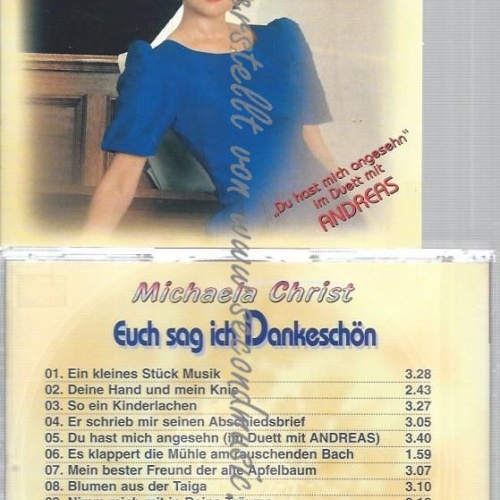 „Du hast mich angesehn"
im Duett mit
ANDREAS
Michaela Christ
Euch sag ich Dankeschön
01. Ein kleines Stück Musik 3.28
02. Deine Hand und mein Knie 2.43
03. So ein Kinderlachen 3.27
04. Er schrieb mir seinen Abschiedsbrief 3.05
05. Du hast mich angesehn (im Duett mit ANDREAS) 3.40
06. Es klappert die Mühle am rauschenden Bach 1.59
07. Mein bester Freund der alte Apfelbaum 3.07
08. Blumen aus der Taiga 3.10
erstellt von www.secondmusic